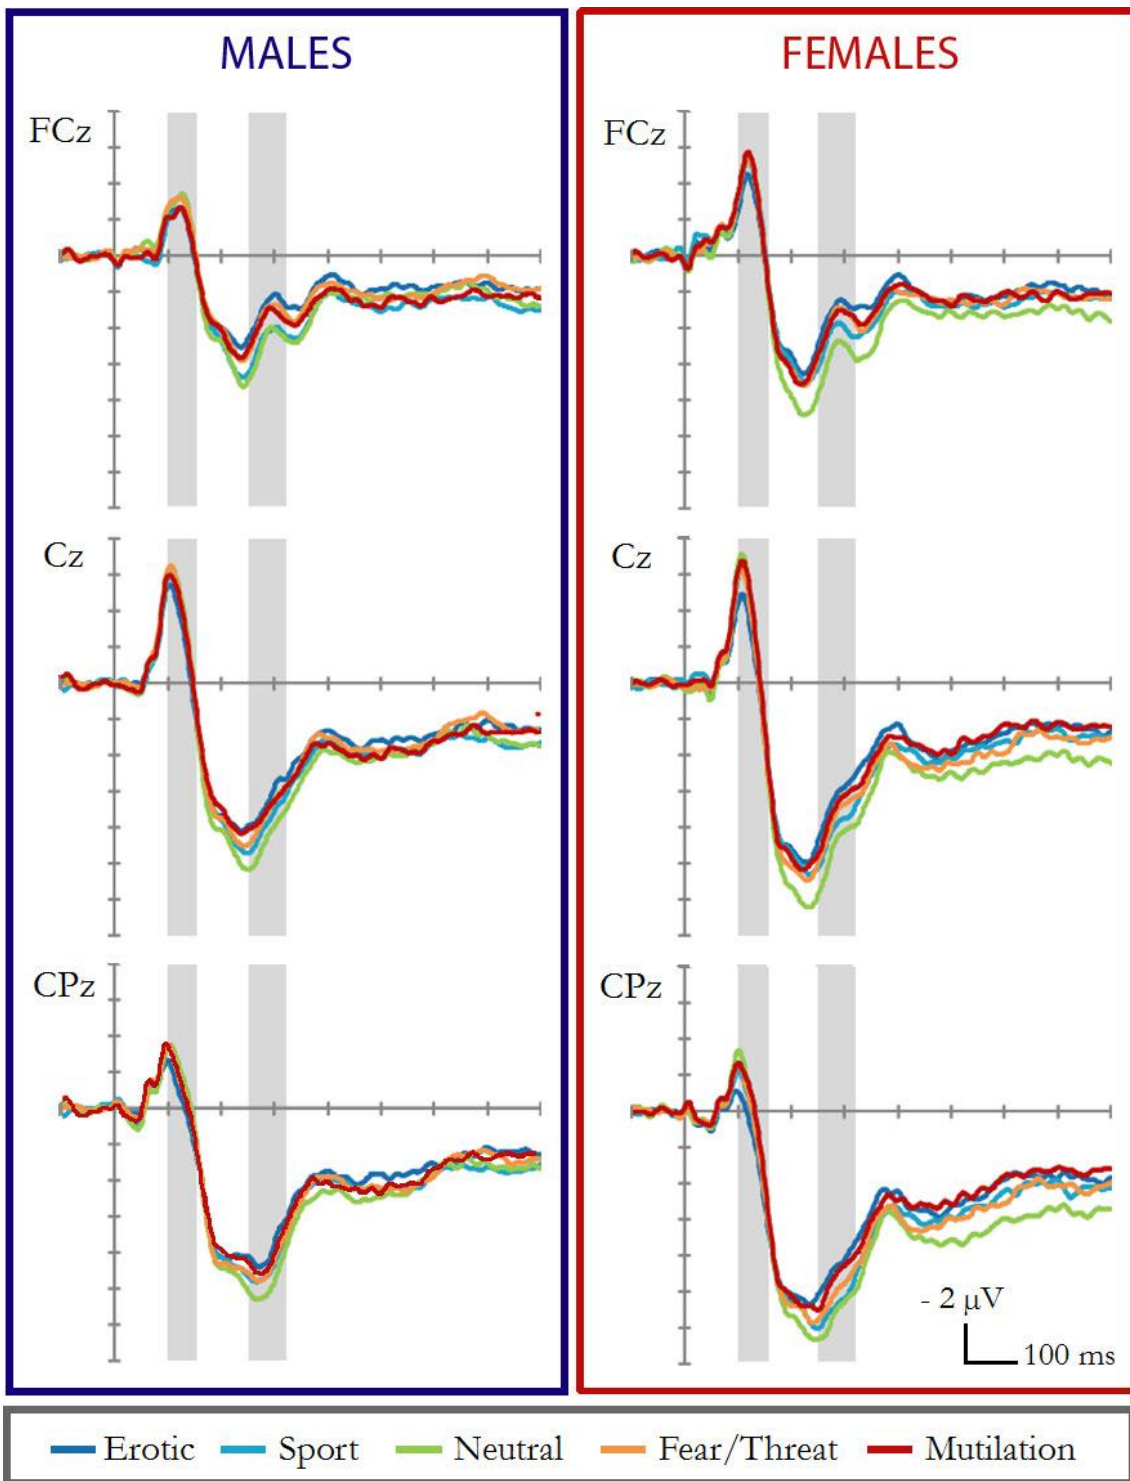 MALES
FEMALES
FCz
FCz
Cz
Cz
CPz
CPz
- 2 μV
100 ms
Erotic Sport Neutral Fear/Threat Mutilation